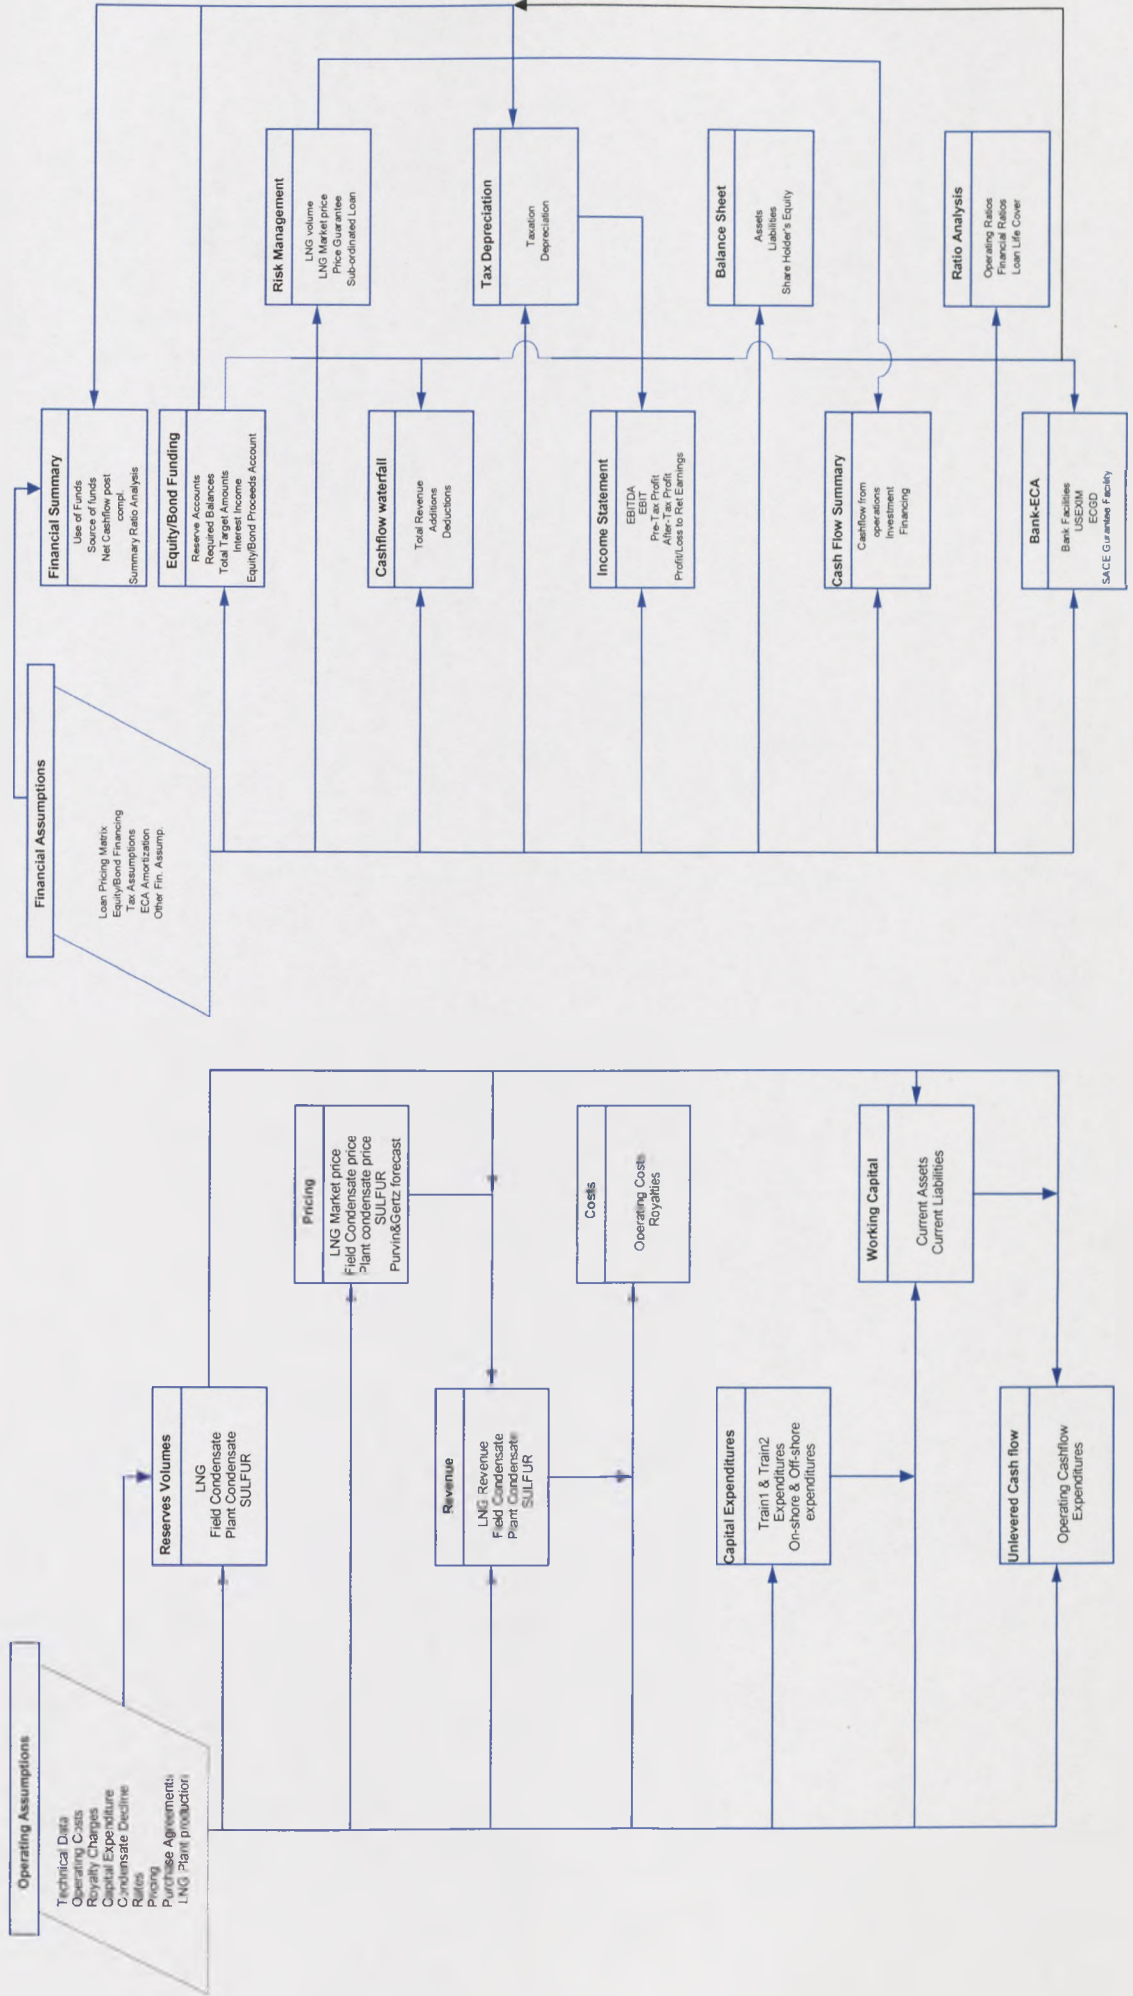 Operating Assumptions
Technical Data
Operating Costs
Royalty Charges
Capital Expenditure
Condensate Decline
Rates
Pricing
Purchase Agreements
LNG Plant production
Reserves Volumes
LNG
Field Condensate
Plant Condensate
SULFUR
Pricing
LNG Market price
Field Condensate price
Plant condensate price
SULFUR
Purvin&Gertz forecast
Revenue
LNG Revenue
Field Condensate
Plant Condensate
SULFUR
Costs
Operating Costs
Royalties
Capital Expenditures
Train1 & Train2
Expenditures
On-shore & Off-shore
expenditures
Working Capital
Current Assets
Current Liabilities
Unlevered Cash flow
Operating Cashflow
Expenditures
Financial Assumptions
Loan Pricing Matrix
Equity/Bond Financing
Tax Assumptions
ECA Amortization
Other Fin. Assump.
Financial Summary
Use of Funds
Source of funds
Net Cashflow post
compl.
Summary Ratio Analysis
Equity/Bond Funding
Reserve Accounts
Required Balances
Total Target Amounts
Interest Income
Equity/Bond Proceeds Account
Risk Management
LNG volume
LNG Market price
Price Guarantee
Sub-ordinated Loan
Cashflow waterfall
Total Revenue
Additions
Deductions
Tax Depreciation
Taxation
Depreciation
Income Statement
EBITDA
EBIT
Pre-Tax Profit
After-Tax Profit
Profit/Loss to Ret Earnings
Balance Sheet
Assets
Liabilities
Share Holder's Equity
Cash Flow Summary
Cashflow from
operations
Investment
Financing
Ratio Analysis
Operating Ratios
Financial Ratios
Loan Life Cover
Bank-ECA
Bank Facilities
USEXIM
ECGD
SACE Gurantee Facility